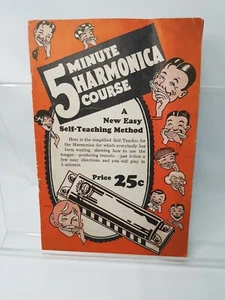 5 MINUTE
HARMONICA
COURSE
A
New Easy
Self-Teaching Method
Here is the simplified Self-Teacher for
the Harmonica for which everybody has
been waiting, showing how to use the
tongue - producing tremolo - just follow a
few easy directions and you will play in
5 minutes.
Price 25c